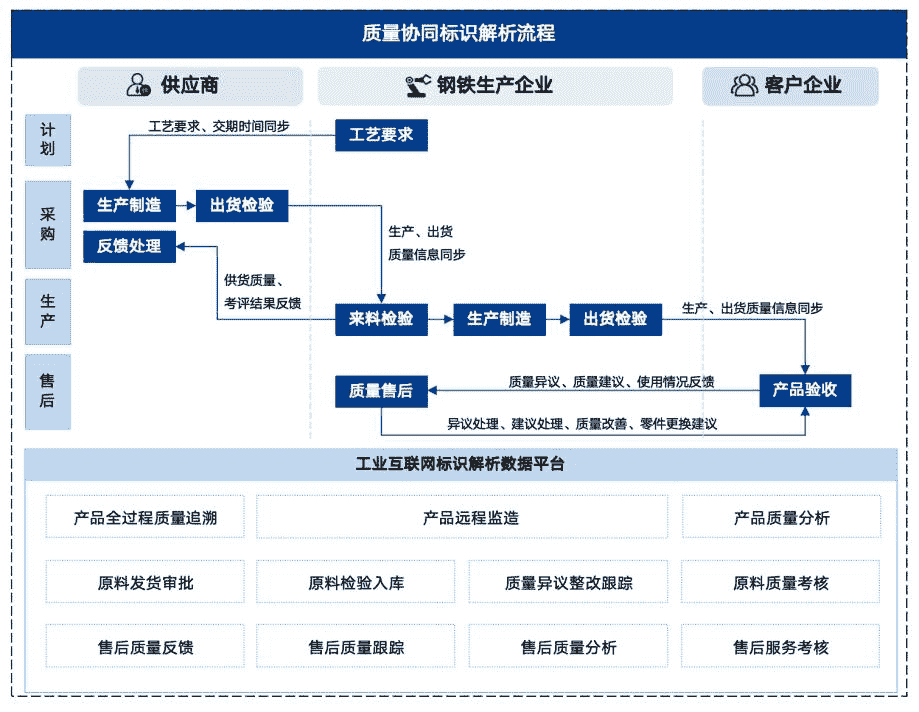 质量协同标识解析流程
供应商
钢铁生产企业
客户企业
计
划
工艺要求、交期时间同步
工艺要求
采
购
生产制造
出货检验
反馈处理
生产、出货
质量信息同步
供货质量、
考评结果反馈
生
产
来料检验
生产制造
出货检验
生产、出货质量信息同步
售
后
质量售后
质量异议、质量建议、使用情况反馈
产品验收
异议处理、建议处理、质量改善、零件更换建议
工业互联网标识解析数据平台
产品全过程质量追溯
产品远程监造
产品质量分析
原料发货审批
原料检验入库
质量异议整改跟踪
原料质量考核
售后质量反馈
售后质量跟踪
售后质量分析
售后服务考核